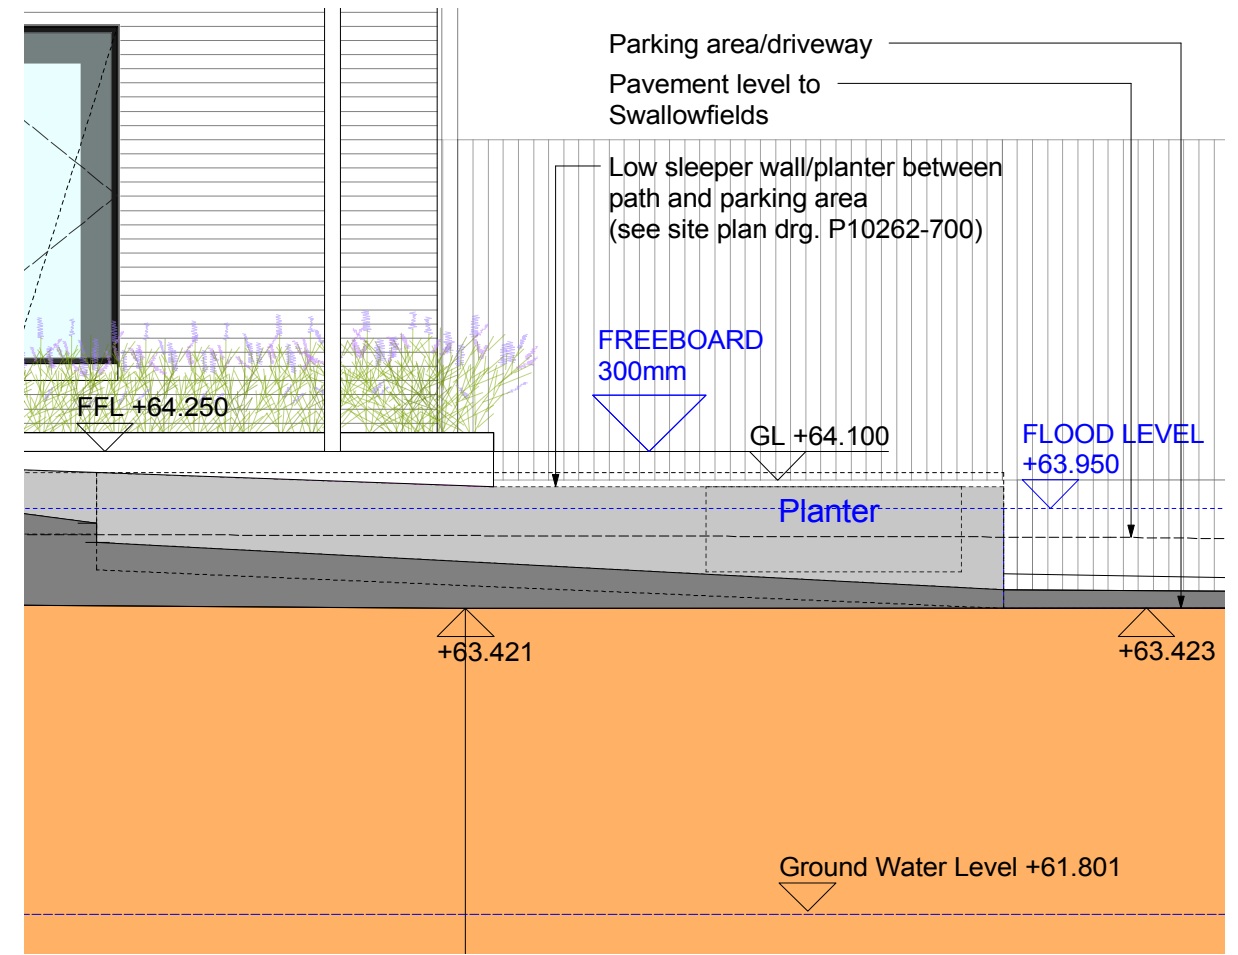 Parking area/driveway
Pavement level to
Swallowfields
Low sleeper wall/planter between
path and parking area
(see site plan drg. P10262-700)
FREEBOARD
300mm
FFL +64.250
GL +64.100
FLOOD LEVEL
+63.950
Planter
+63.421
+63.423
Ground Water Level +61.801